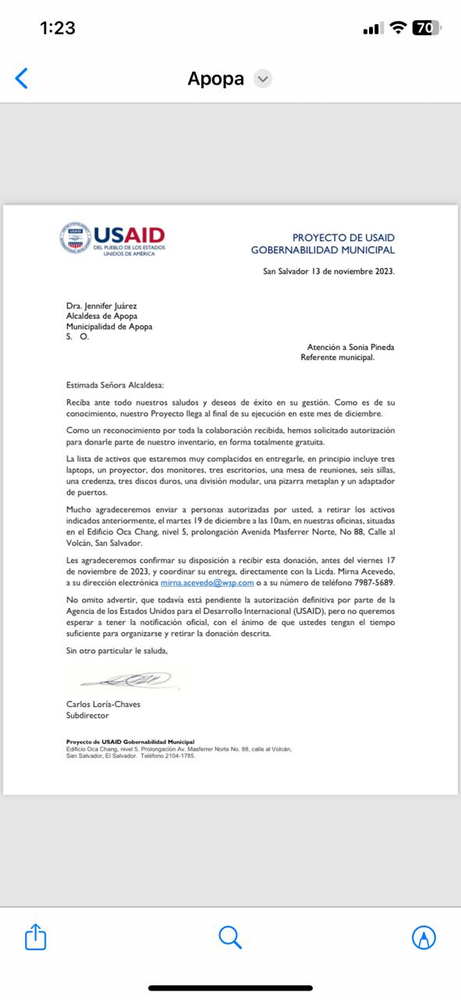 1:23
70
Apopa
USAID
USAID
DEL PUEBLO DE LOS ESTADOS
UNIDOS DE AMÉRICA
PROYECTO DE USAID
GOBERNABILIDAD MUNICIPAL
San Salvador 13 de noviembre 2023.
Dra. Jennifer Juárez
Alcaldesa de Apopa
Municipalidad de Apopa
S. O.
Atención a Sonia Pineda
Referente municipal.
Estimada Señora Alcaldesa:
Reciba ante todo nuestros saludos y deseos de éxito en su gestión. Como es de su
conocimiento, nuestro Proyecto llega al final de su ejecución en este mes de diciembre.
Como un reconocimiento por toda la colaboración recibida, hemos solicitado autorización
para donarle parte de nuestro inventario, en forma totalmente gratuita.
La lista de activos que estaremos muy complacidos en entregarle, en principio incluye tres
laptops, un proyector, dos monitores, tres escritorios, una mesa de reuniones, seis sillas,
una credenza, tres discos duros, una división modular, una pizarra metaplan y un adaptador
de puertos.
Mucho agradeceremos enviar a personas autorizadas por usted, a retirar los activos
indicados anteriormente, el martes 19 de diciembre a las 10am, en nuestras oficinas, situadas
en el Edificio Oca Chang, nivel 5, prolongación Avenida Masferrer Norte, No 88, Calle al
Volcán, San Salvador.
Les agradeceremos confirmar su disposición a recibir esta donación, antes del viernes 17
de noviembre de 2023, y coordinar su entrega, directamente con la Licda. Mirna Acevedo,
a su dirección electrónica mirna.acevedo@wsp.com o a su número de teléfono 7987-5689.
No omito advertir, que todavía está pendiente la autorización definitiva por parte de la
Agencia de los Estados Unidos para el Desarrollo Internacional (USAID), pero no queremos
esperar a tener la notificación oficial, con el ánimo de que ustedes tengan el tiempo
suficiente para organizarse y retirar la donación descrita.
Sin otro particular le saluda,
Carlos Loría-Chaves
Subdirector
Proyecto de USAID Gobernabilidad Municipal
Edificio Oca Chang, nivel 5. Prolongación Av. Masferrer Norte No. 88, calle al Volcán,
San Salvador, El Salvador. Teléfono 2104-1785.